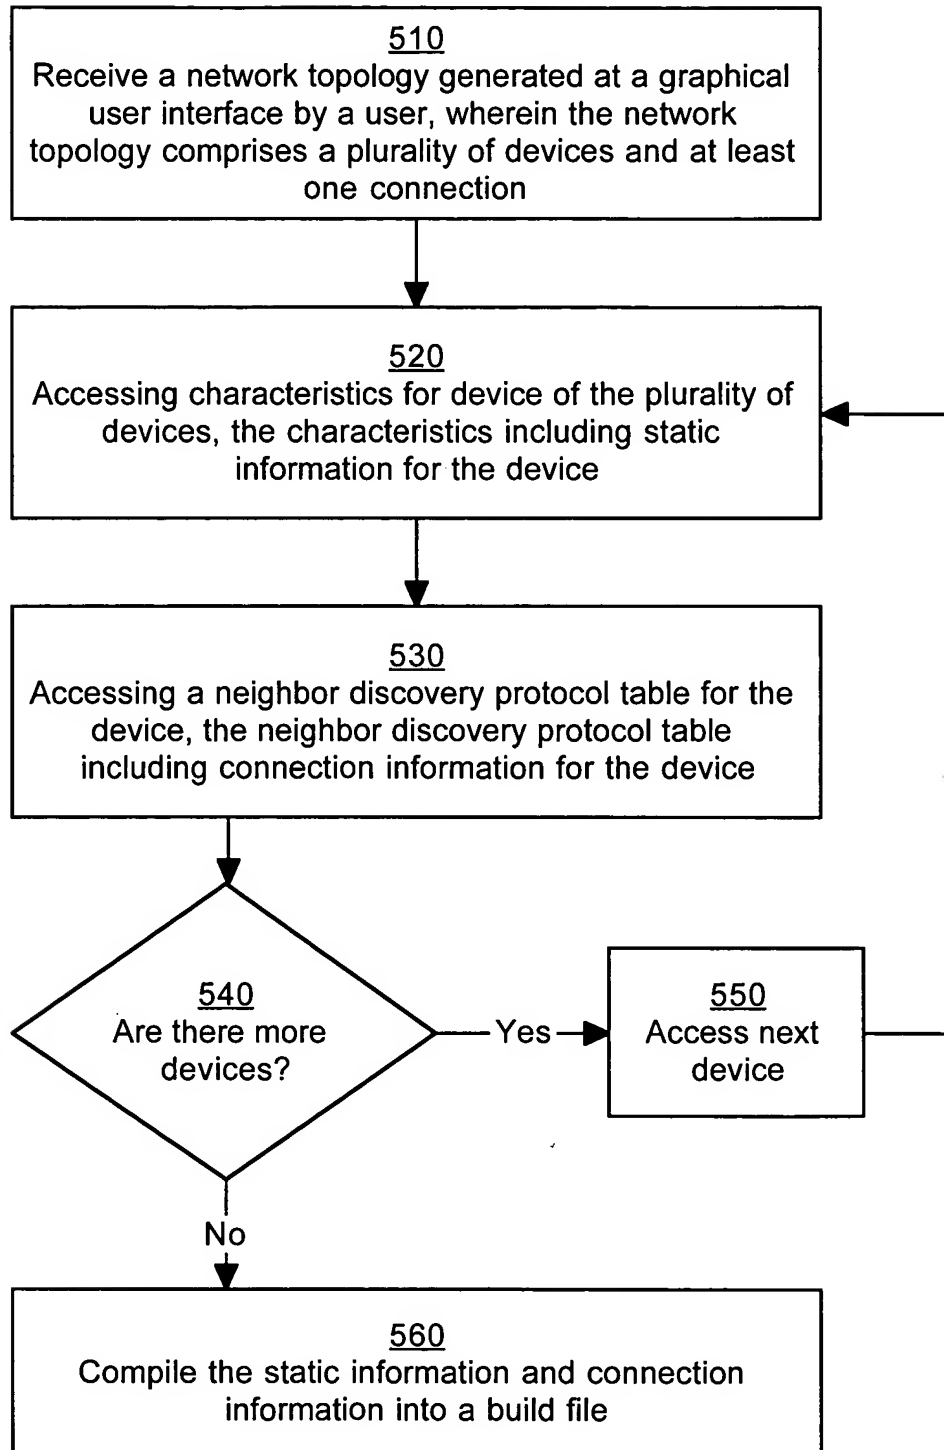 510
Receive a network topology generated at a graphical
user interface by a user, wherein the network
topology comprises a plurality of devices and at least
one connection
520
Accessing characteristics for device of the plurality of
devices, the characteristics including static
information for the device
530
Accessing a neighbor discovery protocol table for the
device, the neighbor discovery protocol table
including connection information for the device
540
Are there more
devices?
Yes
550
Access next
device
No
560
Compile the static information and connection
information into a build file